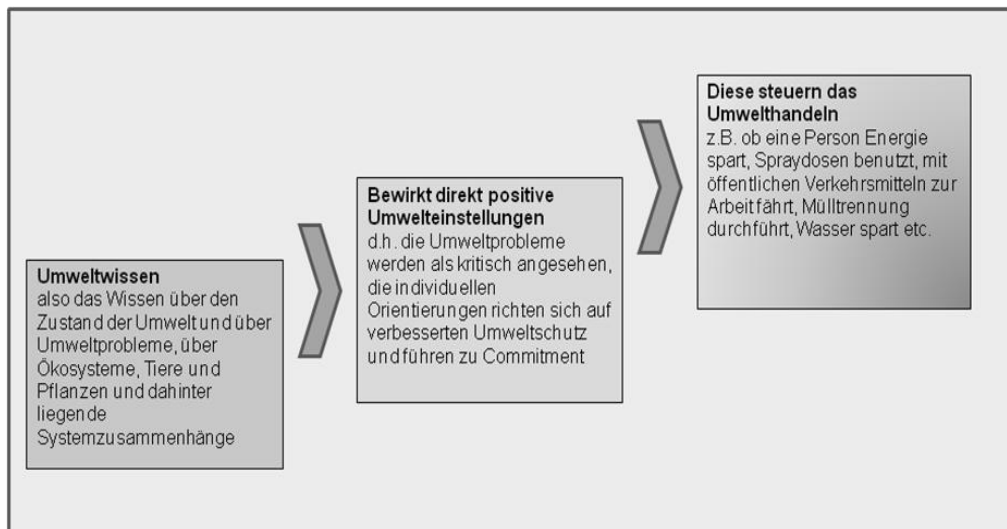 Umweltwissen
also das Wissen über den
Zustand der Umwelt und über
Umweltprobleme, über
Ökosysteme, Tiere und
Pflanzen und dahinter
liegende
Systemzusammenhänge
Bewirkt direkt positive
Umwelteinstellungen
d.h. die Umweltprobleme
werden als kritisch angesehen,
die individuellen
Orientierungen richten sich auf
verbesserten Umweltschutz
und führen zu Commitment
Diese steuern das
Umwelthandeln
z.B. ob eine Person Energie
spart, Spraydosen benutzt, mit
öffentlichen Verkehrsmitteln zur
Arbeit fährt, Mülltrennung
durchführt, Wasser spart etc.